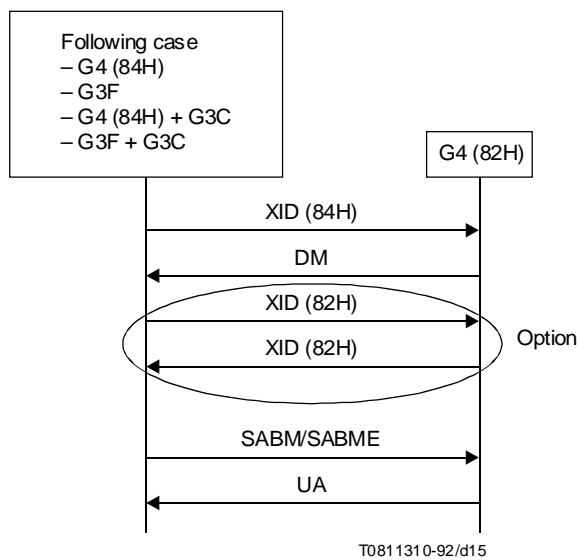 Following case
– G4 (84H)
– G3F
– G4 (84H) + G3C
– G3F + G3C
G4 (82H)
XID (84H)
DM
XID (82H)
XID (82H)
Option
SABM/SABME
UA
T0811310-92/d15